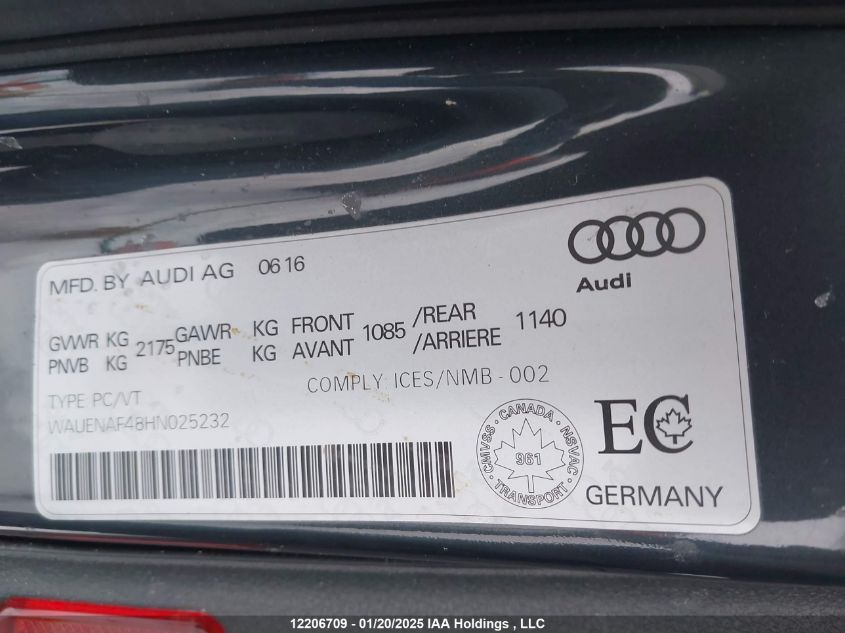 MFD. BY AUDI AG 0616
Audi
GVWR KG 2175 GAWR KG FRONT 1085 /REAR 1140
PNVB KG PNBE KG AVANT /ARRIERE
COMPLY ICES/NMB-002
TYPE PC/VT
WAUENAF48HN025232
CANADA
CMVSS NSVAC
961
TRANSPORT
EC
GERMANY
12206709 - 01/20/2025 IAA Holdings , LLC